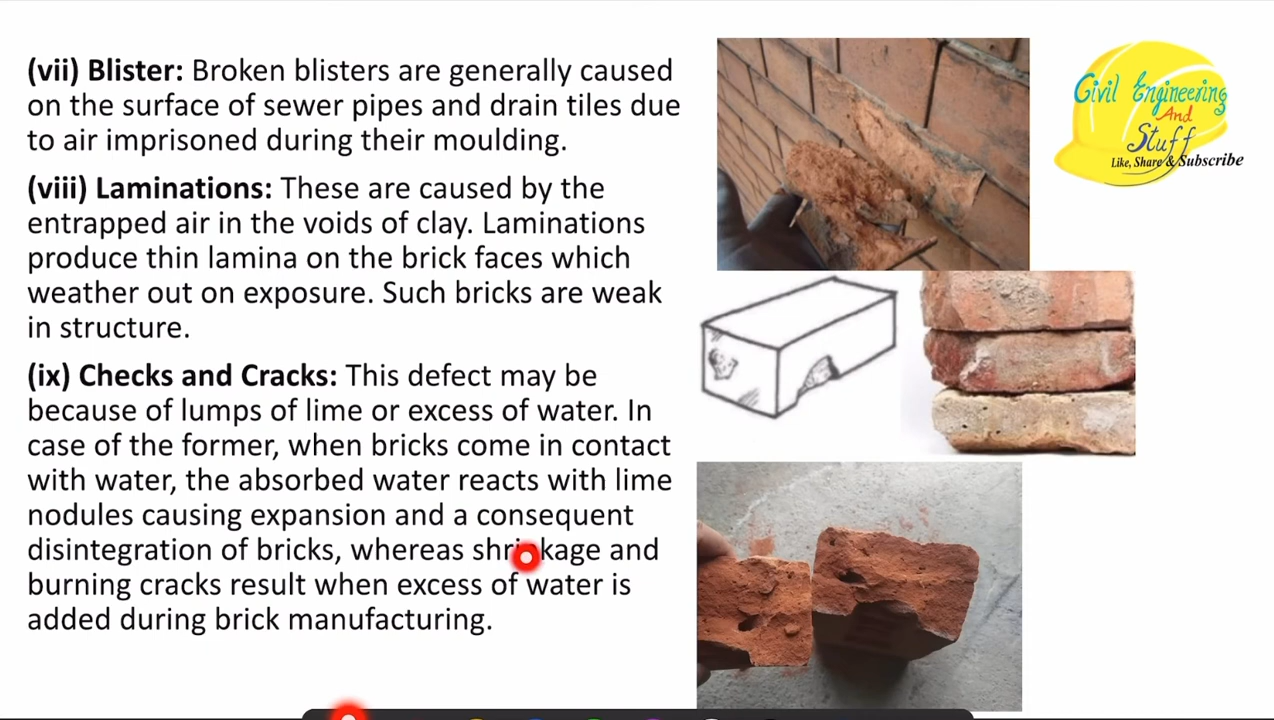 (vii) Blister: Broken blisters are generally caused
on the surface of sewer pipes and drain tiles due
to air imprisoned during their moulding.
(viii) Laminations: These are caused by the
entrapped air in the voids of clay. Laminations
produce thin lamina on the brick faces which
weather out on exposure. Such bricks are weak
in structure.
(ix) Checks and Cracks: This defect may be
because of lumps of lime or excess of water. In
case of the former, when bricks come in contact
with water, the absorbed water reacts with lime
nodules causing expansion and a consequent
disintegration of bricks, whereas shrinkage and
burning cracks result when excess of water is
added during brick manufacturing.
Civil Engineering
And
Stuff
Like, Share & Subscribe